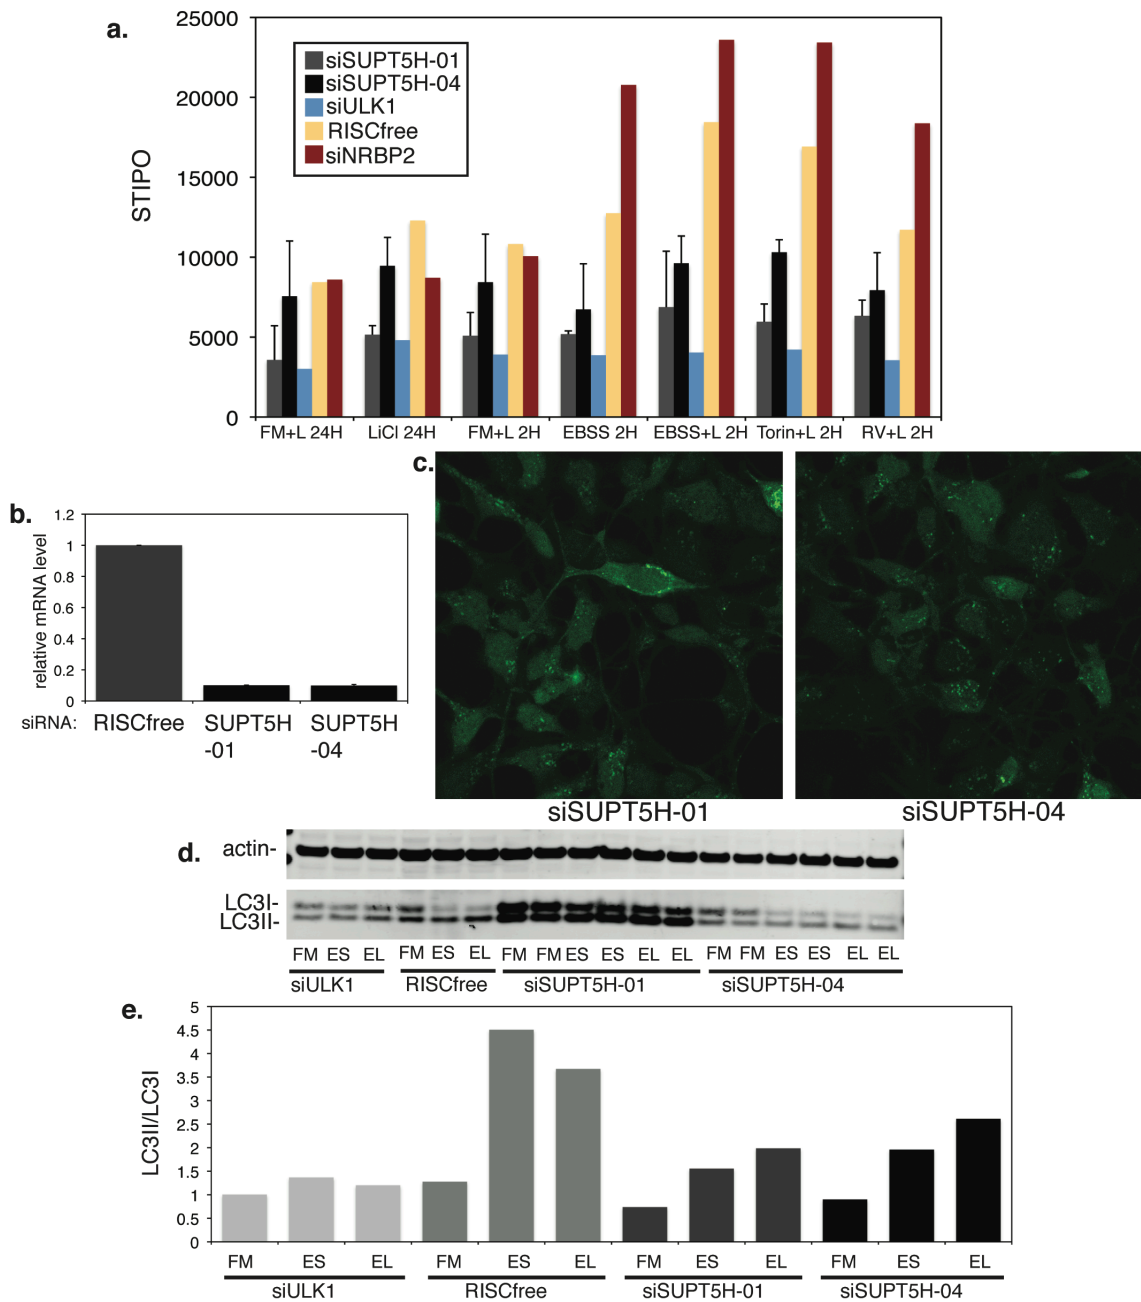 a.
25000
20000
15000
10000
5000
0
STIPO
siSUPT5H-01
siSUPT5H-04
siULK1
RISCfree
siNRBP2
FM+L 24H LiCl 24H FM+L 2H EBSS 2H EBSS+L 2H Torin+L 2H RV+L 2H
b.
1.2
1
0.8
0.6
0.4
0.2
0
relative mRNA level
siRNA: RISCfree SUPT5H SUPT5H
-01 -04
c.
siSUPT5H-01 siSUPT5H-04
d.
actin-
LC3I-
LC3II-
FM ES EL FM ES EL FM FM ES ES EL EL FM FM ES ES EL EL
siULK1 RISCfree siSUPT5H-01 siSUPT5H-04
e.
5
4.5
4
3.5
3
2.5
2
1.5
1
0.5
0
LC3II/LC3I
FM ES EL FM ES EL FM ES EL FM ES EL
siULK1 RISCfree siSUPT5H-01 siSUPT5H-04